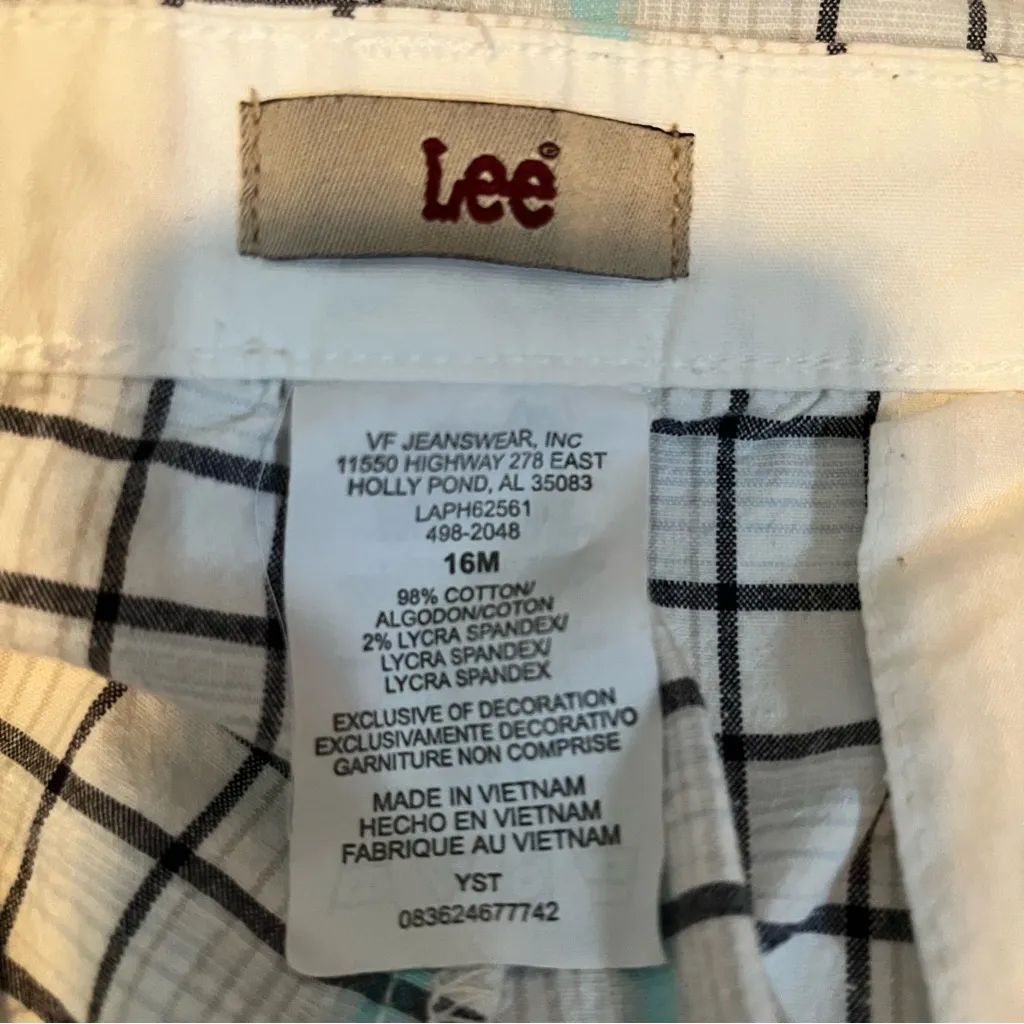 Lee
VF JEANSWEAR, INC
11550 HIGHWAY 278 EAST
HOLLY POND, AL 35083
LAPH62561
498-2048
16M
98% COTTON/
ALGODON/COTON
2% LYCRA SPANDEX/
LYCRA SPANDEX/
LYCRA SPANDEX
EXCLUSIVE OF DECORATION
EXCLUSIVAMENTE DECORATIVO
GARNITURE NON COMPRISE
MADE IN VIETNAM
HECHO EN VIETNAM
FABRIQUE AU VIETNAM
YST
083624677742